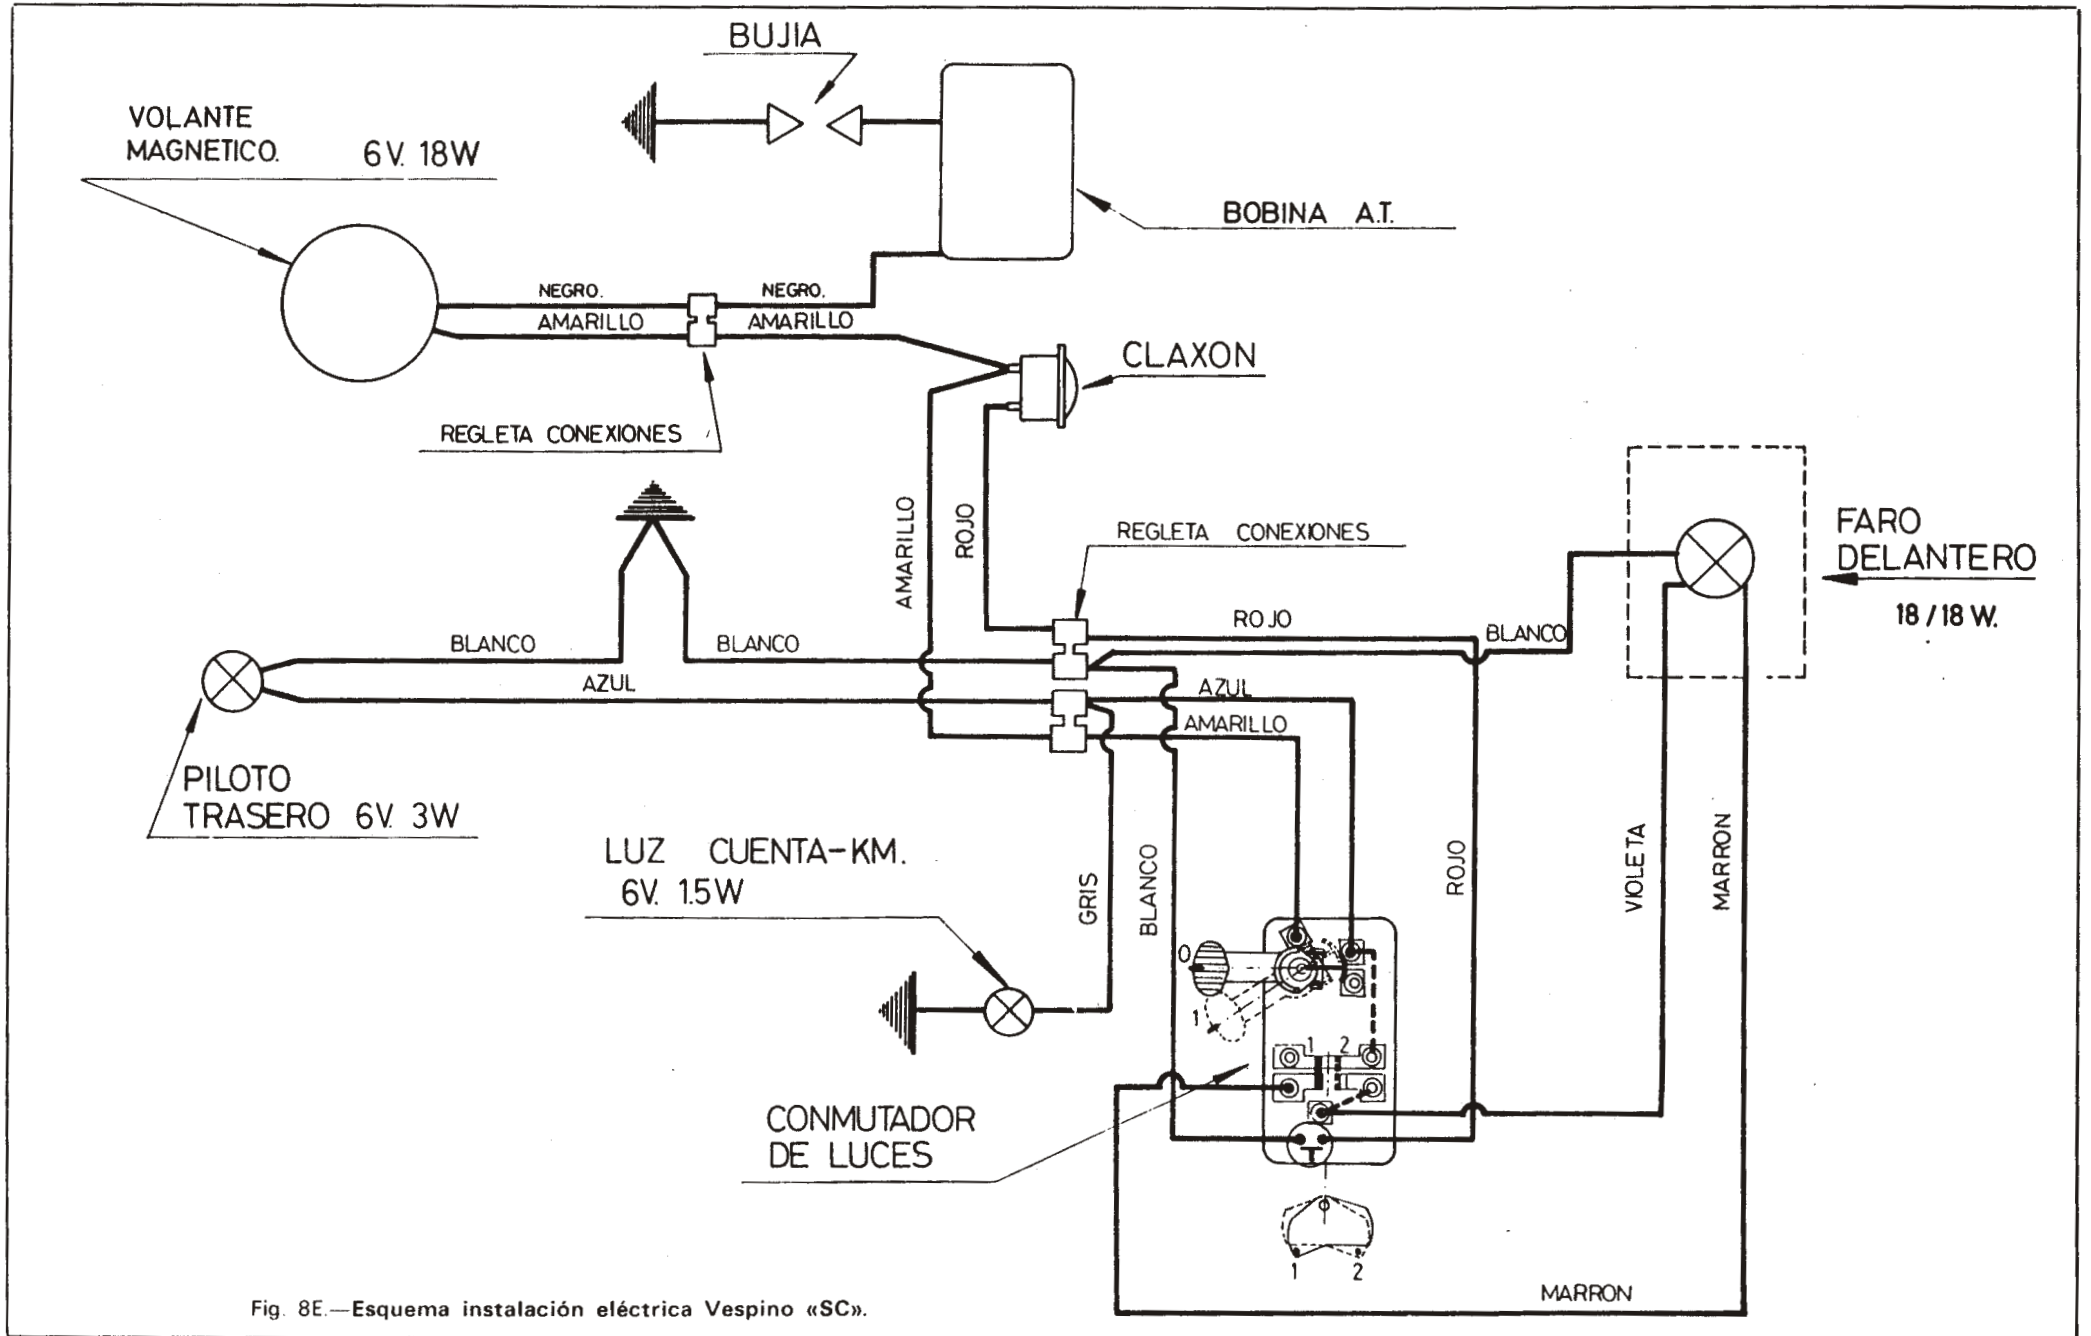 BUJIA
VOLANTE
MAGNETICO. 6V. 18W
BOBINA A.T.
NEGRO. NEGRO.
AMARILLO AMARILLO
CLAXON
REGLETA CONEXIONES
AMARILLO
ROJO
REGLETA CONEXIONES
FARO
DELANTERO
18/18 W.
ROJO
BLANCO
BLANCO
BLANCO
AZUL
AZUL
AMARILLO
PILOTO
TRASERO 6V. 3W
LUZ CUENTA-KM.
6V. 1.5W
GRIS
BLANCO
ROJO
VIOLETA
MARRON
0
1
1 2
CONMUTADOR
DE LUCES
T
1 2
MARRON
Fig. 8E.—Esquema instalación eléctrica Vespino «SC».